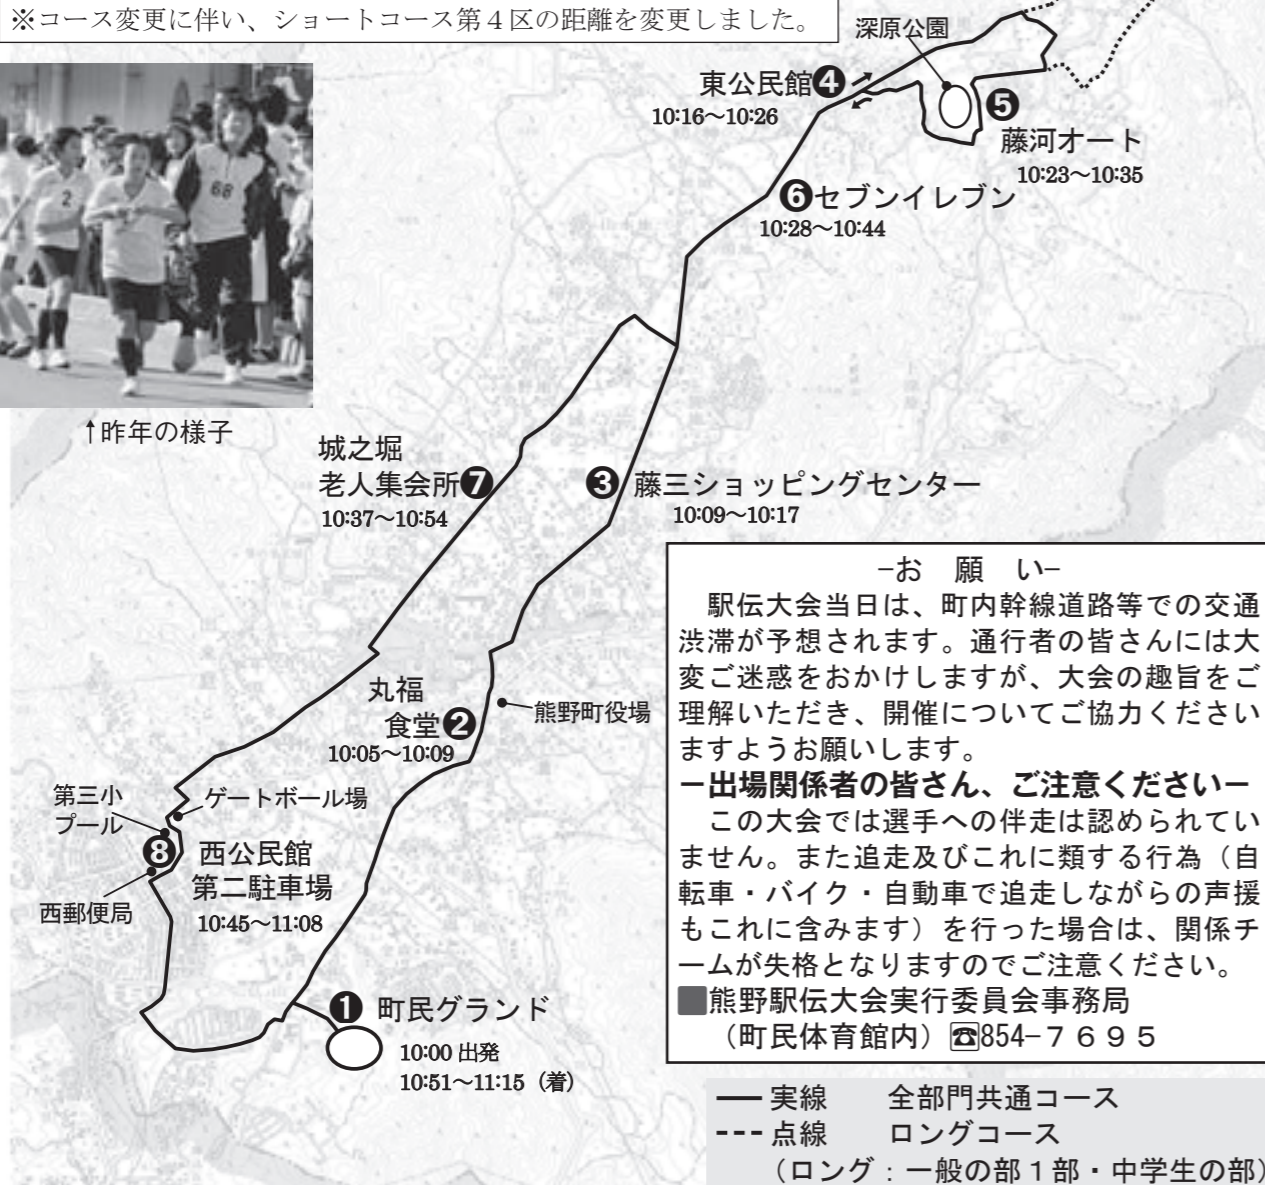 ※コース変更に伴い、ショートコース第４区の距離を変更しました。
深原公園
東公民館❹
10:16～10:26
❺
藤河オート
10:23～10:35
❻セブンイレブン
10:28～10:44
68
2
↑昨年の様子
城之堀
老人集会所❼
10:37～10:54
❸ 藤三ショッピングセンター
10:09～10:17
丸福
食堂❷
10:05～10:09
熊野町役場
第三小
プール
ゲートボール場
❽ 西公民館
第二駐車場
10:45～11:08
西郵便局
❶ 町民グランド
10:00 出発
10:51～11:15（着）
−お　願　い−
　駅伝大会当日は、町内幹線道路等での交通
渋滞が予想されます。通行者の皆さんには大
変ご迷惑をおかけしますが、大会の趣旨をご
理解いただき、開催についてご協力ください
ますようお願いします。
−出場関係者の皆さん、ご注意ください−
　この大会では選手への伴走は認められてい
ません。また追走及びこれに類する行為（自
転車・バイク・自動車で追走しながらの声援
もこれに含みます）を行った場合は、関係チ
ームが失格となりますのでご注意ください。
■熊野駅伝大会実行委員会事務局
（町民体育館内）☎854−７６９５
実線　全部門共通コース
点線　ロングコース
（ロング：一般の部１部・中学生の部）